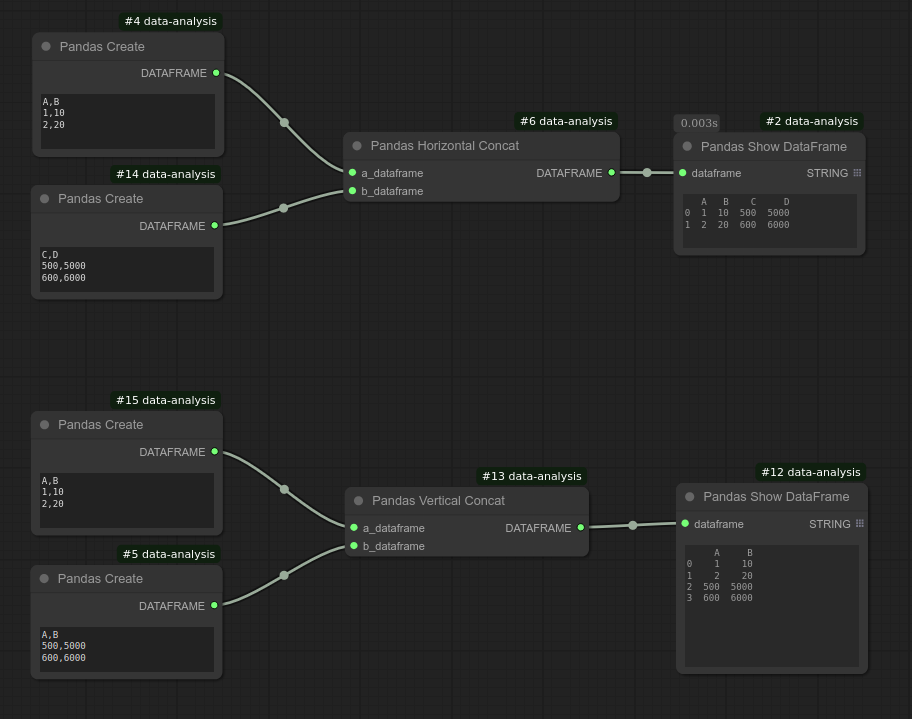 #4 data-analysis
Pandas Create
DATAFRAME
A,B
1,10
2,20
#14 data-analysis
Pandas Create
DATAFRAME
C,D
500,5000
600,6000
#6 data-analysis
Pandas Horizontal Concat
a_dataframe DATAFRAME
b_dataframe
0.003s #2 data-analysis
Pandas Show DataFrame
dataframe STRING
A B C D
0 1 10 500 5000
1 2 20 600 6000
#15 data-analysis
Pandas Create
DATAFRAME
A,B
1,10
2,20
#5 data-analysis
Pandas Create
DATAFRAME
A,B
500,5000
600,6000
#13 data-analysis
Pandas Vertical Concat
a_dataframe DATAFRAME
b_dataframe
#12 data-analysis
Pandas Show DataFrame
dataframe STRING
A B
0 1 10
1 2 20
2 500 5000
3 600 6000